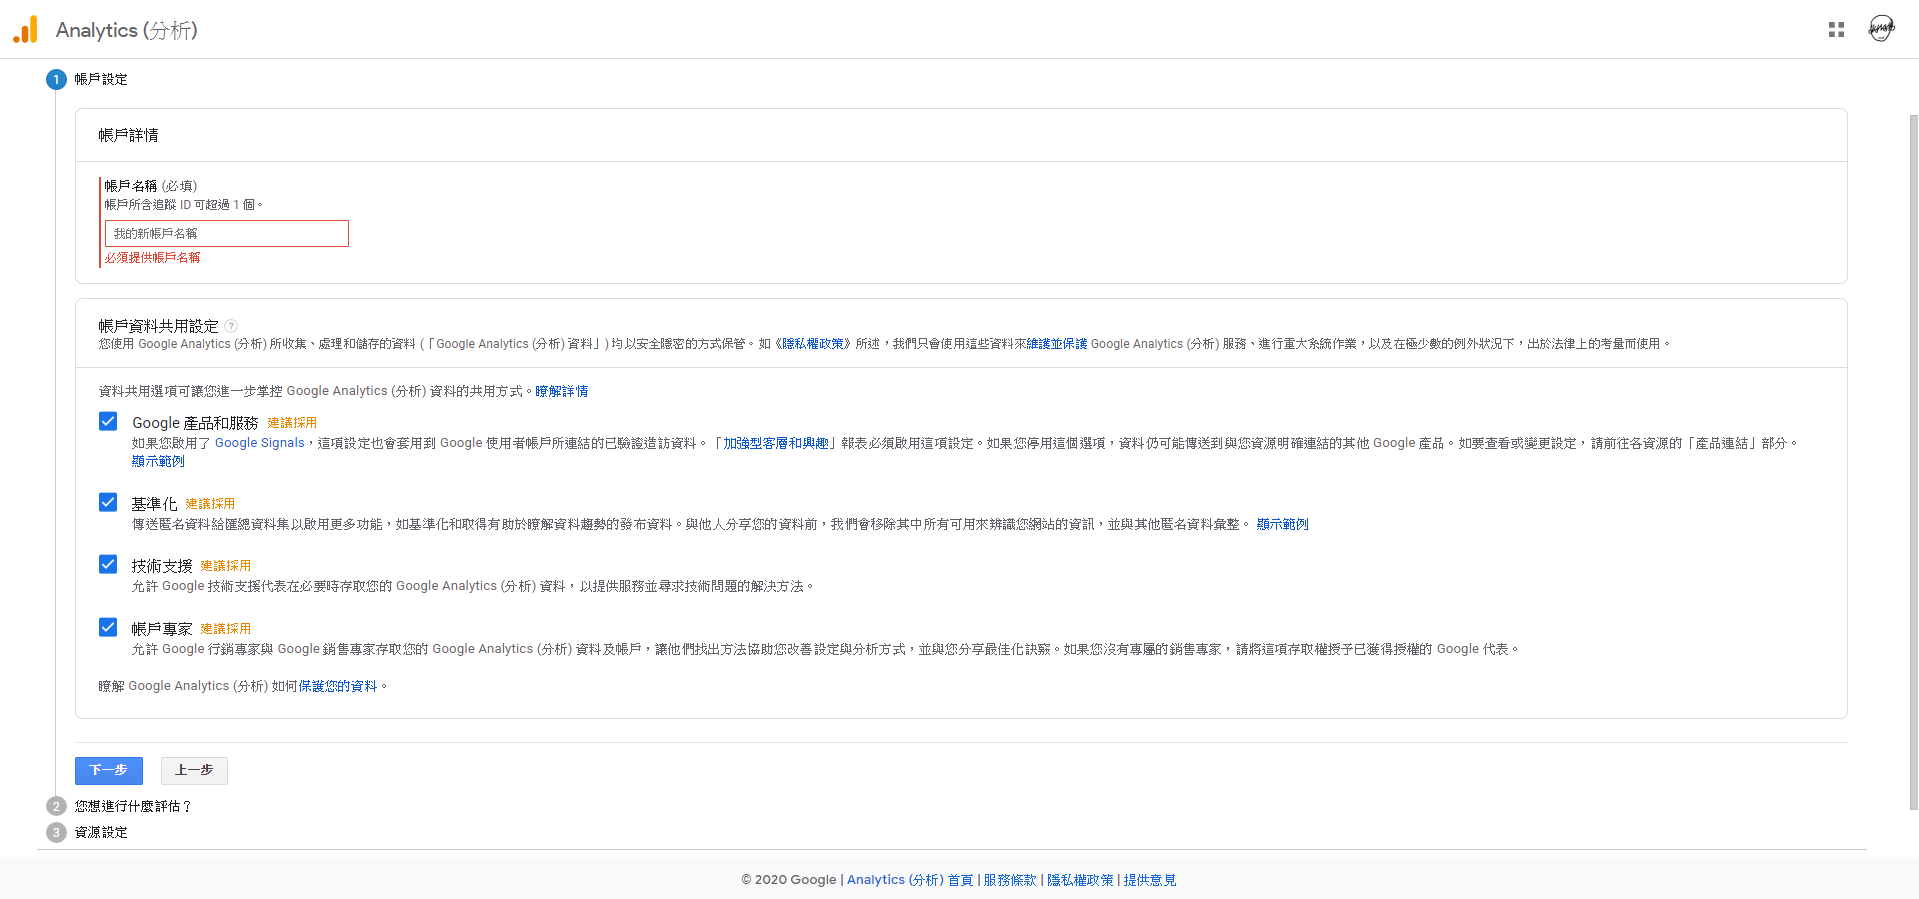 Analytics (分析)
1 帳戶設定
帳戶詳情
帳戶名稱 (必填)
帳戶所含追蹤 ID 可超過 1 個。
我的新帳戶名稱
必須提供帳戶名稱
帳戶資料共用設定 ?
您使用 Google Analytics (分析) 所收集、處理和儲存的資料 (「Google Analytics (分析) 資料」) 均以安全隱密的方式保管。如《隱私權政策》所述，我們只會使用這些資料來維護並保護 Google Analytics (分析) 服務、進行重大系統作業，以及在極少數的例外狀況下，出於法律上的考量而使用。
資料共用選項可讓您進一步掌控 Google Analytics (分析) 資料的共用方式。瞭解詳情
Google 產品和服務 建議採用
如果您啟用了 Google Signals，這項設定也會套用到 Google 使用者帳戶所連結的已驗證造訪資料。「加強型客層和興趣」報表必須啟用這項設定。如果您停用這個選項，資料仍可能傳送到與您資源明確連結的其他 Google 產品。如要查看或變更設定，請前往各資源的「產品連結」部分。
顯示範例
基準化 建議採用
傳送匿名資料給匯總資料集以啟用更多功能，如基準化和取得有助於瞭解資料趨勢的發布資料。與他人分享您的資料前，我們會移除其中所有可用來辨識您網站的資訊，並與其他匿名資料彙整。 顯示範例
技術支援 建議採用
允許 Google 技術支援代表在必要時存取您的 Google Analytics (分析) 資料，以提供服務並尋求技術問題的解決方法。
帳戶專家 建議採用
允許 Google 行銷專家與 Google 銷售專家存取您的 Google Analytics (分析) 資料及帳戶，讓他們找出方法協助您改善設定與分析方式，並與您分享最佳化訣竅。如果您沒有專屬的銷售專家，請將這項存取權授予已獲得授權的 Google 代表。
瞭解 Google Analytics (分析) 如何保護您的資料。
下一步 上一步
2 您想進行什麼評估？
3 資源設定
© 2020 Google | Analytics (分析) 首頁 | 服務條款 | 隱私權政策 | 提供意見